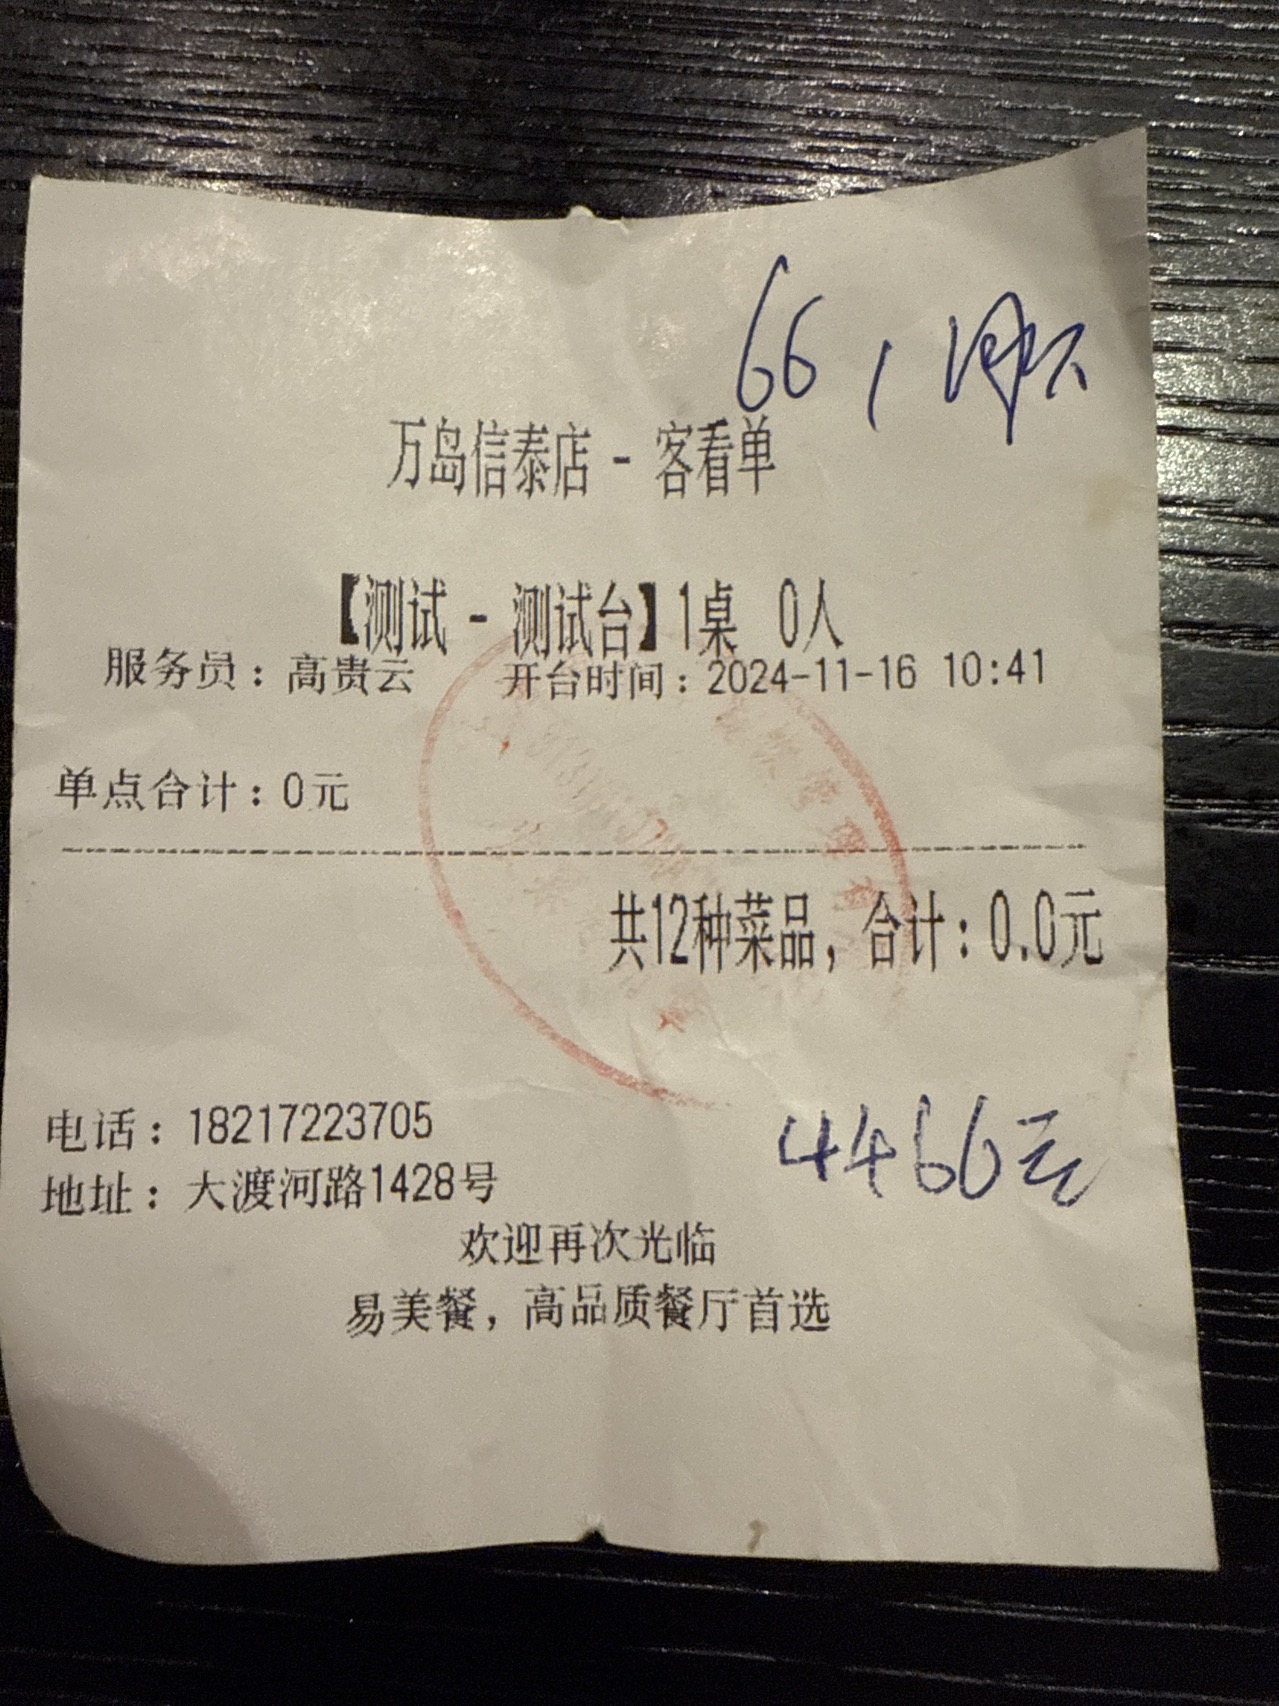 66,1顺
万岛信泰店 - 客看单
【测试 - 测试台】1桌 0人
服务员：高贵云 开台时间：2024-11-16 10:41
单点合计：0元
共12种菜品，合计：0.0元
4466元
电话：18217223705
地址：大渡河路1428号
欢迎再次光临
易美餐，高品质餐厅首选